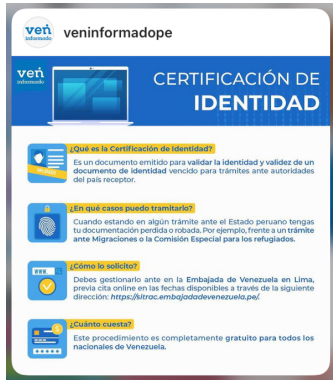 ven
informado
veninformadope
ven
informado
CERTIFICACIÓN DE
IDENTIDAD
¿Qué es la Certificación de Identidad?
Es un documento emitido para validar la identidad y validez de un
documento de identidad vencido para trámites ante autoridades
del país receptor.
¿En qué casos puedo tramitarlo?
Cuando estando en algún trámite ante el Estado peruano tengas
tu documentación perdida o robada. Por ejemplo, frente a un trámite
ante Migraciones o la Comisión Especial para los refugiados.
WWW.
¿Cómo lo solicito?
Debes gestionarlo ante en la Embajada de Venezuela en Lima,
previa cita online en las fechas disponibles a través de la siguiente
dirección: https://sitrac.embajadadevenezuela.pe/.
¿Cuánto cuesta?
Este procedimiento es completamente gratuito para todos los
nacionales de Venezuela.